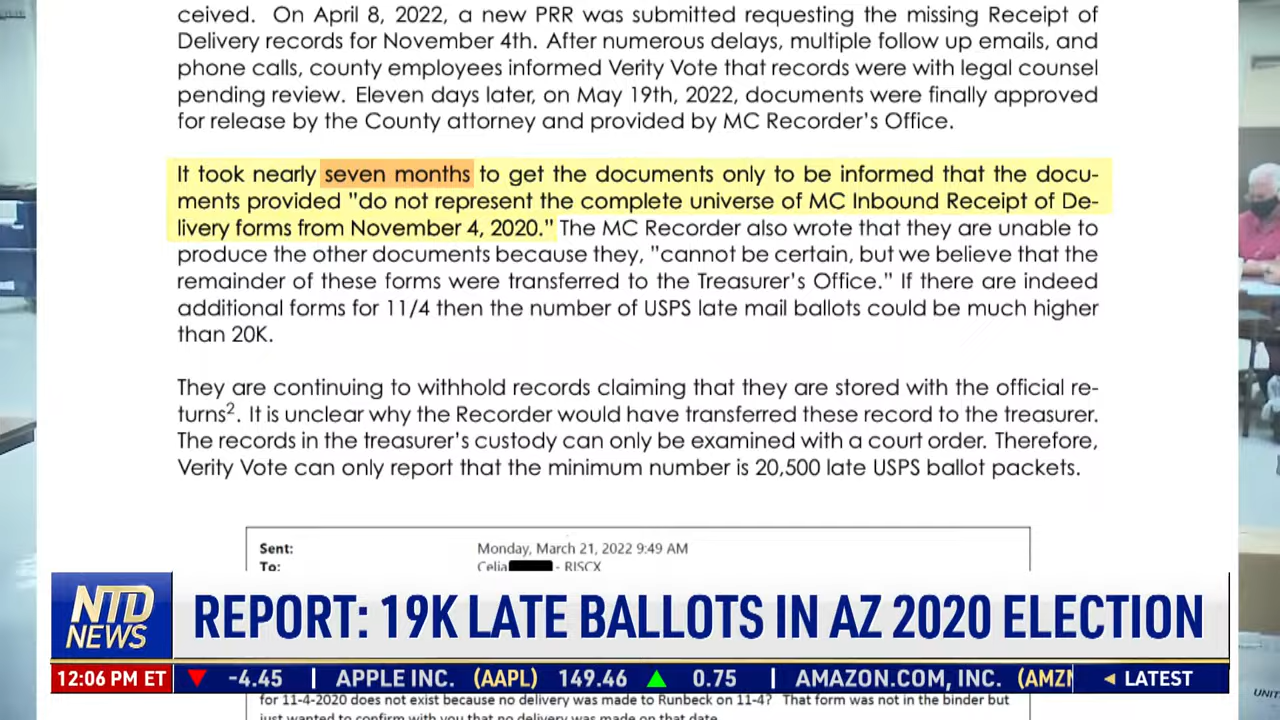 ceived. On April 8, 2022, a new PRR was submitted requesting the missing Receipt of
Delivery records for November 4th. After numerous delays, multiple follow up emails, and
phone calls, county employees informed Verity Vote that records were with legal counsel
pending review. Eleven days later, on May 19th, 2022, documents were finally approved
for release by the County attorney and provided by MC Recorder's Office.
It took nearly seven months to get the documents only to be informed that the docu-
ments provided "do not represent the complete universe of MC Inbound Receipt of De-
livery forms from November 4, 2020." The MC Recorder also wrote that they are unable to
produce the other documents because they, "cannot be certain, but we believe that the
remainder of these forms were transferred to the Treasurer's Office." If there are indeed
additional forms for 11/4 then the number of USPS late mail ballots could be much higher
than 20K.
They are continuing to withhold records claiming that they are stored with the official re-
turns2. It is unclear why the Recorder would have transferred these record to the treasurer.
The records in the treasurer's custody can only be examined with a court order. Therefore,
Verity Vote can only report that the minimum number is 20,500 late USPS ballot packets.
Sent: Monday, March 21, 2022 9:49 AM
To: Celia - RISCX
NTD
NEWS
REPORT: 19K LATE BALLOTS IN AZ 2020 ELECTION
12:06 PM ET ▼ -4.45 | APPLE INC. (AAPL) 149.46 ▲ 0.75 | AMAZON.COM, INC. (AMZ ◄ LATEST
for 11-4-2020 does not exist because no delivery was made to Runbeck on 11-4? That form was not in the binder but
just wanted to confirm with you that no delivery was made on that date
UNIT